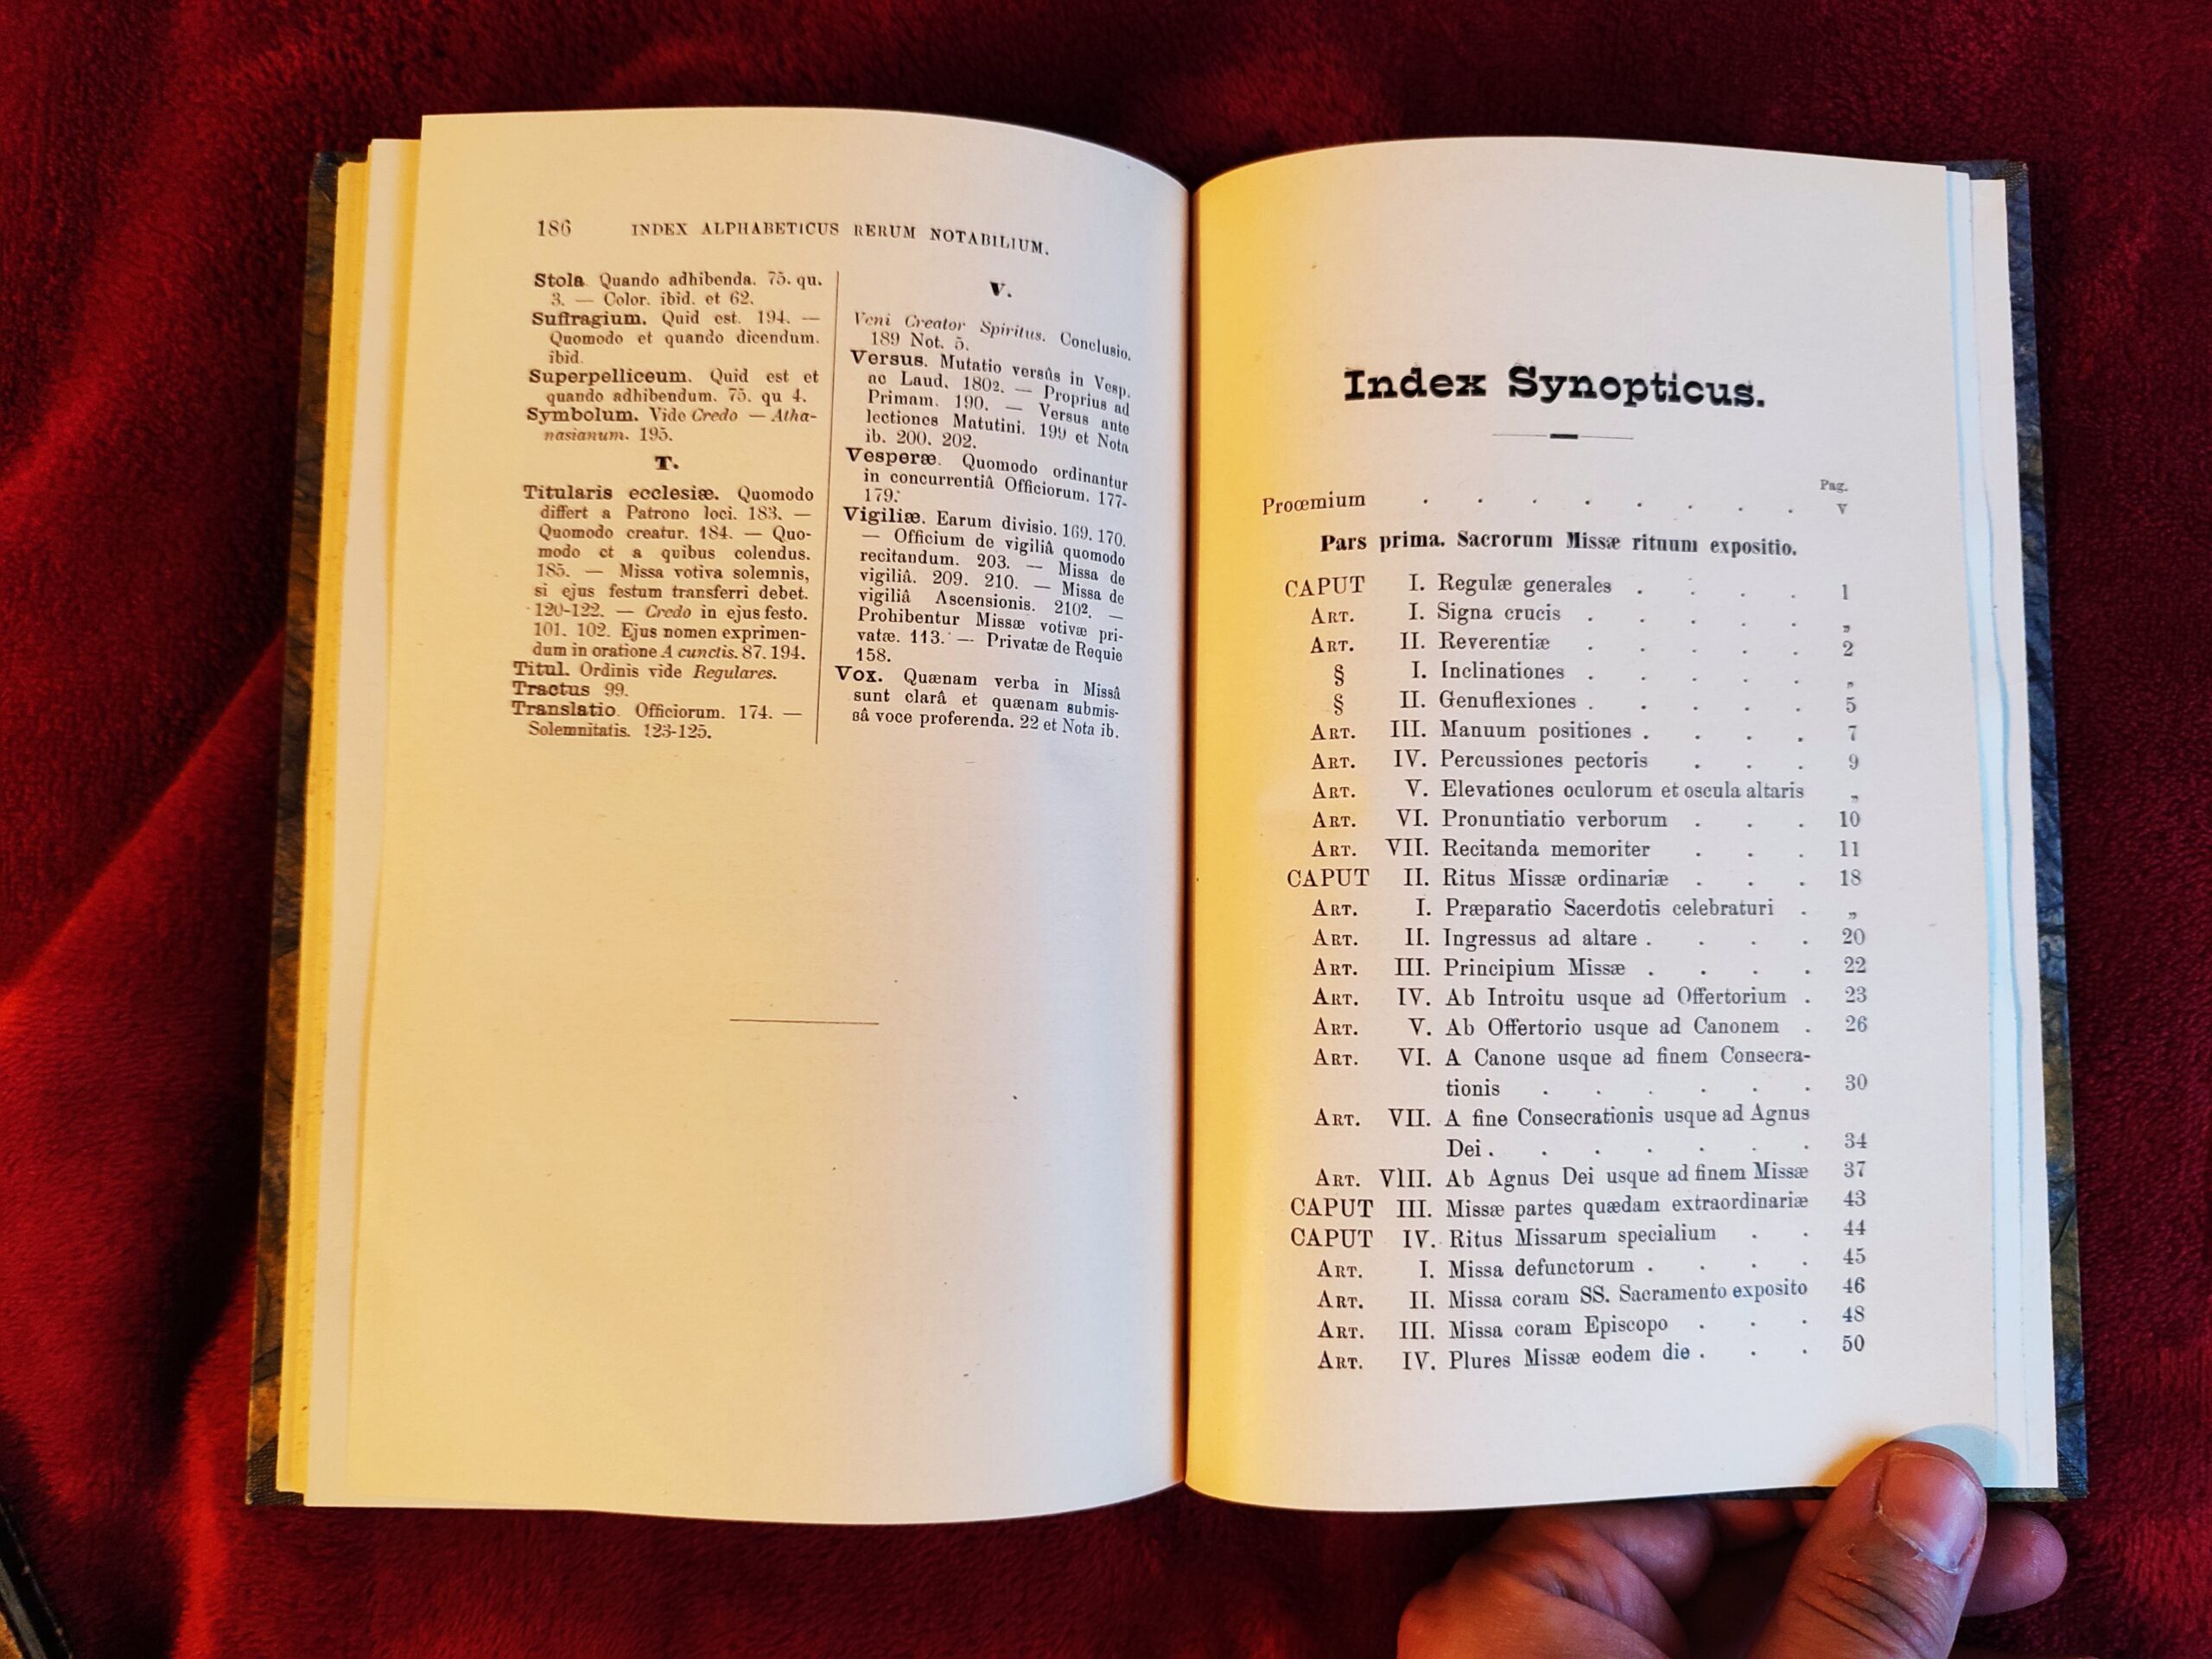 186 INDEX ALPHABETICUS RERUM NOTABILIUM.
Stola. Quando adhibenda. 75. qu.
3. — Color. ibid. et 62.
Suffragium. Quid est. 194. —
Quomodo et quando dicendum.
ibid.
Superpelliceum. Quid est et
quando adhibendum. 75. qu 4.
Symbolum. Vide Credo — Atha-
nasianum. 195.
T.
Titularis ecclesiæ. Quomodo
differt a Patrono loci. 183. —
Quomodo creatur. 184. — Quo-
modo et a quibus colendus.
185. — Missa votiva solemnis,
si ejus festum transferri debet.
120-122. — Credo in ejus festo.
101. 102. Ejus nomen exprimen-
dum in oratione A cunctis. 87. 194.
Titul. Ordinis vide Regulares.
Tractus 99.
Translatio. Officiorum. 174. —
Solemnitatis. 123-125.
V.
Veni Creator Spiritus. Conclusio.
189 Not. 5.
Versus. Mutatio versûs in Vesp.
ac Laud. 180². — Proprius ad
Primam. 190. — Versus ante
lectiones Matutini. 199 et Nota
ib. 200. 202.
Vesperæ. Quomodo ordinantur
in concurrentiâ Officiorum. 177-
179.
Vigiliæ. Earum divisio. 169. 170.
— Officium de vigiliâ quomodo
recitandum. 203. — Missa de
vigiliâ. 209. 210. — Missa de
vigiliâ Ascensionis. 210². —
Prohibentur Missæ votivæ pri-
vatæ. 113. — Privatæ de Requie
158.
Vox. Quænam verba in Missâ
sunt clarâ et quænam submis-
sâ voce proferenda. 22 et Nota ib.
Index Synopticus.
Pag.
Proœmium . . . . . . . . v
Pars prima. Sacrorum Missæ rituum expositio.
CAPUT I. Regulæ generales . . . . 1
ART. I. Signa crucis . . . . . „
ART. II. Reverentiæ . . . . . 2
§ I. Inclinationes . . . . . „
§ II. Genuflexiones . . . . . 5
ART. III. Manuum positiones . . . . 7
ART. IV. Percussiones pectoris . . . 9
ART. V. Elevationes oculorum et oscula altaris „
ART. VI. Pronuntiatio verborum . . . 10
ART. VII. Recitanda memoriter . . . 11
CAPUT II. Ritus Missæ ordinariæ . . . 18
ART. I. Præparatio Sacerdotis celebraturi . „
ART. II. Ingressus ad altare . . . . 20
ART. III. Principium Missæ . . . . 22
ART. IV. Ab Introitu usque ad Offertorium . 23
ART. V. Ab Offertorio usque ad Canonem . 26
ART. VI. A Canone usque ad finem Consecra-
tionis . . . . . . 30
ART. VII. A fine Consecrationis usque ad Agnus
Dei . . . . . . . 34
ART. VIII. Ab Agnus Dei usque ad finem Missæ 37
CAPUT III. Missæ partes quædam extraordinariæ 43
CAPUT IV. Ritus Missarum specialium . . 44
ART. I. Missa defunctorum . . . . 45
ART. II. Missa coram SS. Sacramento exposito 46
ART. III. Missa coram Episcopo . . . 48
ART. IV. Plures Missæ eodem die . . . 50